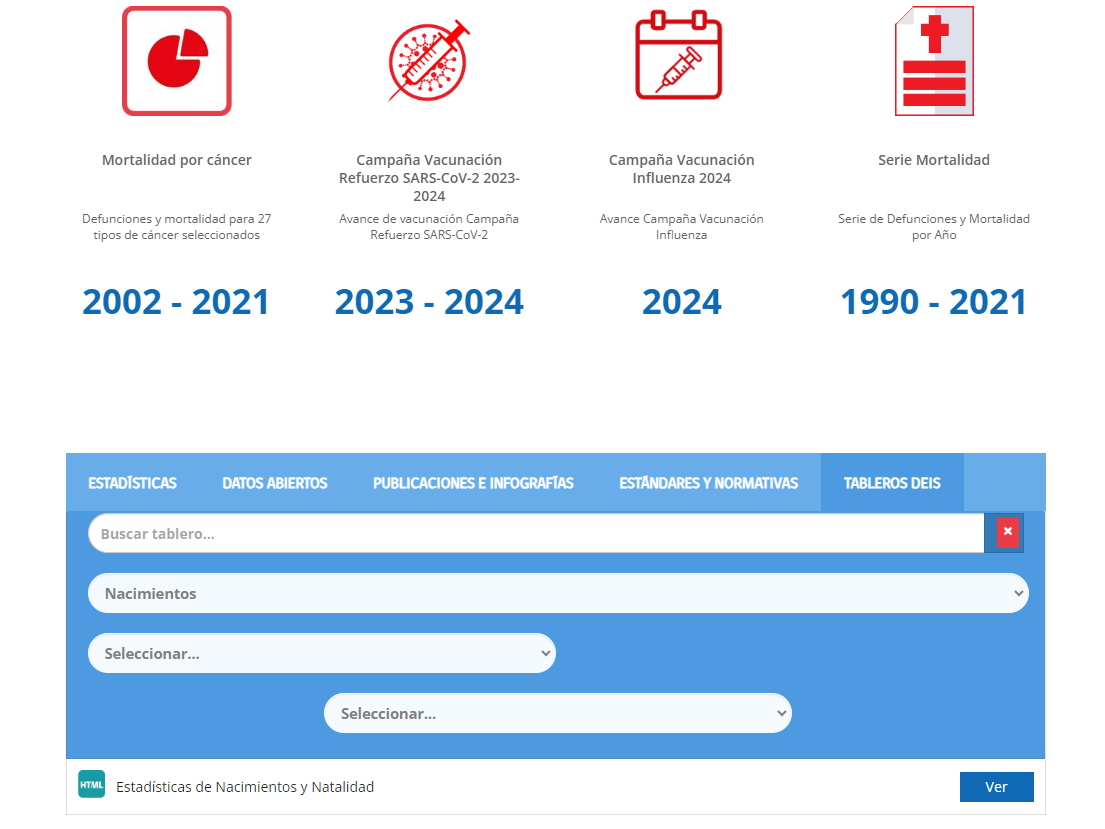 Mortalidad por cáncer
Defunciones y mortalidad para 27
tipos de cáncer seleccionados
2002 - 2021
Campaña Vacunación
Refuerzo SARS-CoV-2 2023-
2024
Avance de vacunación Campaña
Refuerzo SARS-CoV-2
2023 - 2024
Campaña Vacunación
Influenza 2024
Avance Campaña Vacunación
Influenza
2024
Serie Mortalidad
Serie de Defunciones y Mortalidad
por Año
1990 - 2021
ESTADÍSTICAS DATOS ABIERTOS PUBLICACIONES E INFOGRAFÍAS ESTÁNDARES Y NORMATIVAS TABLEROS DEIS
Buscar tablero...
Nacimientos
Seleccionar...
Seleccionar...
HTML Estadísticas de Nacimientos y Natalidad Ver